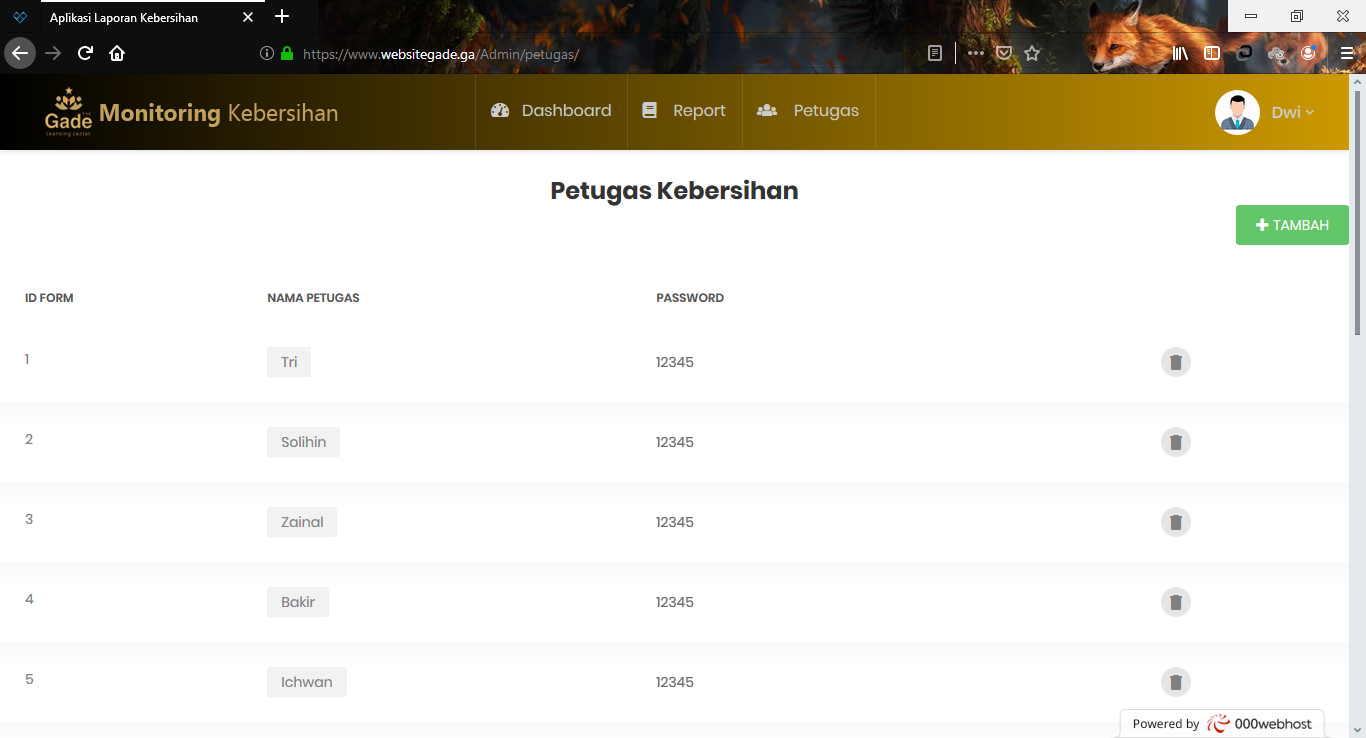 Aplikasi Laporan Kebersihan
https://www.websitegade.ga/Admin/petugas/
Gade
learning center
Monitoring Kebersihan
Dashboard
Report
Petugas
Dwi
Petugas Kebersihan
TAMBAH
ID FORM NAMA PETUGAS PASSWORD
1 Tri 12345
2 Solihin 12345
3 Zainal 12345
4 Bakir 12345
5 Ichwan 12345
Powered by 000webhost